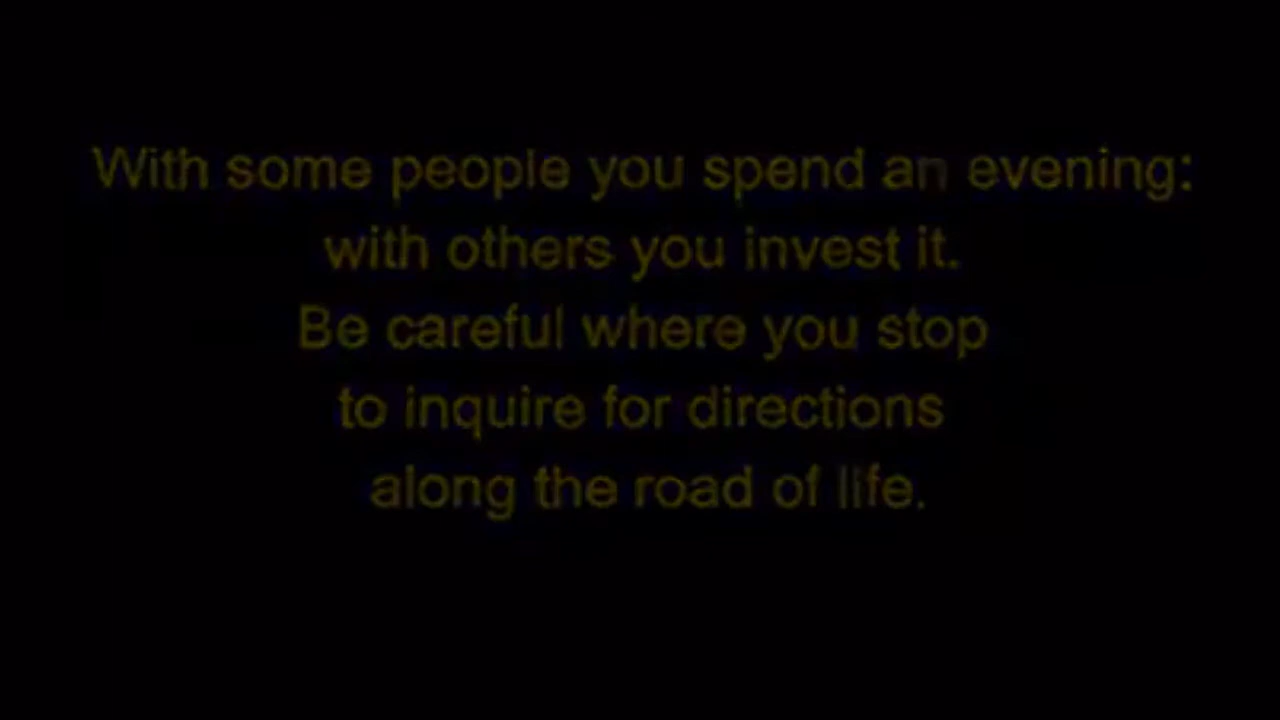 With some people you spend an evening:
with others you invest it.
Be careful where you stop
to inquire for directions
along the road of life.